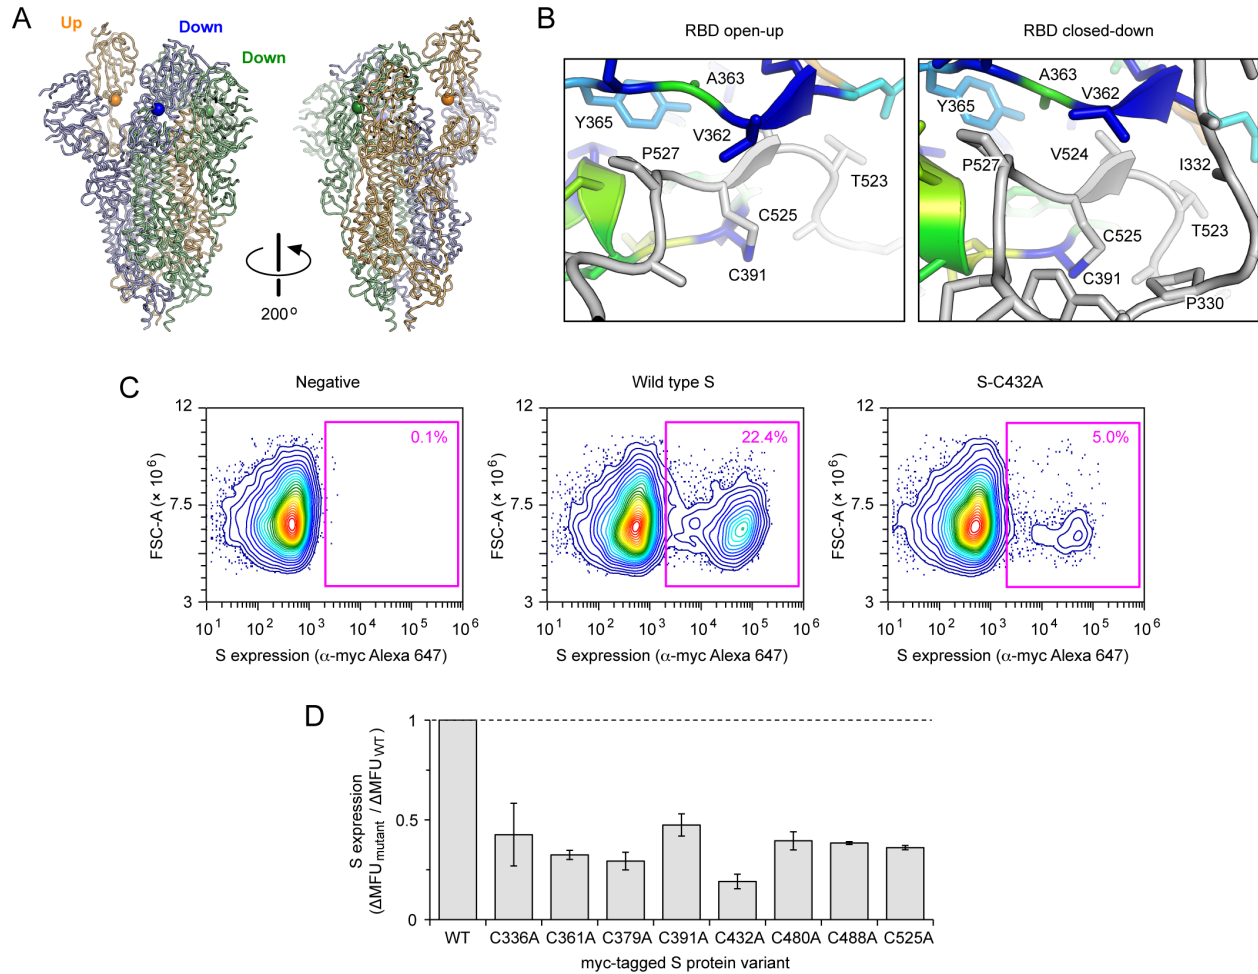 A
Up
Down
Down
200°
B
RBD open-up
RBD closed-down
A363
Y365
V362
P527
T523
C525
C391
A363
V362
Y365
P527
V524
I332
C525
T523
C391
P330
C
Negative
Wild type S
S-C432A
12
7.5
3
FSC-A (× 10⁶)
0.1%
10¹ 10² 10³ 10⁴ 10⁵ 10⁶
S expression (α-myc Alexa 647)
12
7.5
3
FSC-A (× 10⁶)
22.4%
10¹ 10² 10³ 10⁴ 10⁵ 10⁶
S expression (α-myc Alexa 647)
12
7.5
3
FSC-A (× 10⁶)
5.0%
10¹ 10² 10³ 10⁴ 10⁵ 10⁶
S expression (α-myc Alexa 647)
D
S expression
(ΔMFU_mutant / ΔMFU_WT)
1
0.5
0
WT C336A C361A C379A C391A C432A C480A C488A C525A
myc-tagged S protein variant